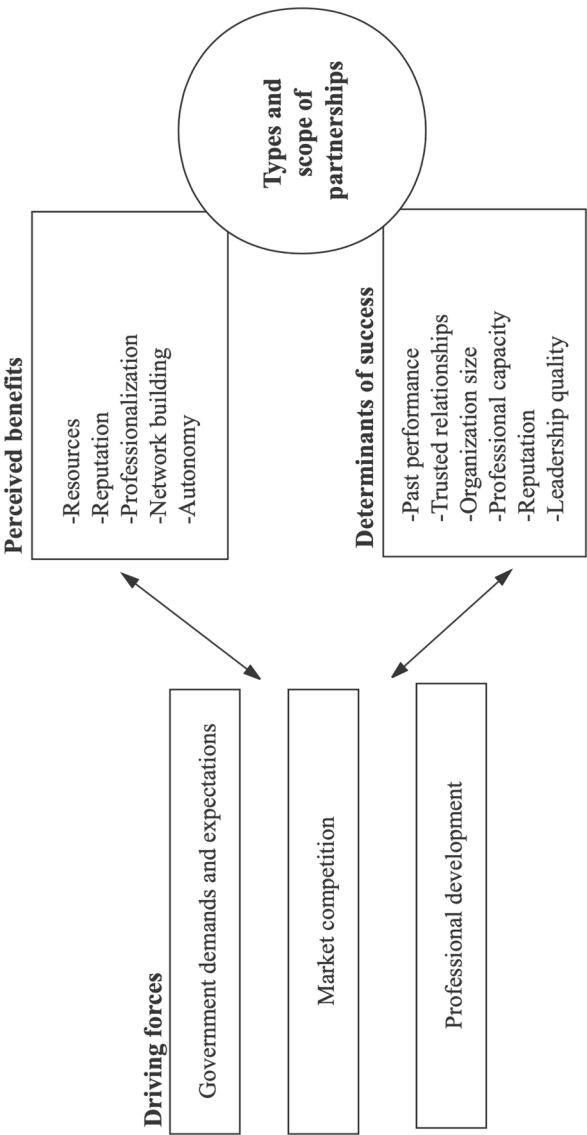 Driving forces
Government demands and expectations
Market competition
Professional development
Perceived benefits
-Resources
-Reputation
-Professionalization
-Network building
-Autonomy
Determinants of success
-Past performance
-Trusted relationships
-Organization size
-Professional capacity
-Reputation
-Leadership quality
Types and
scope of
partnerships